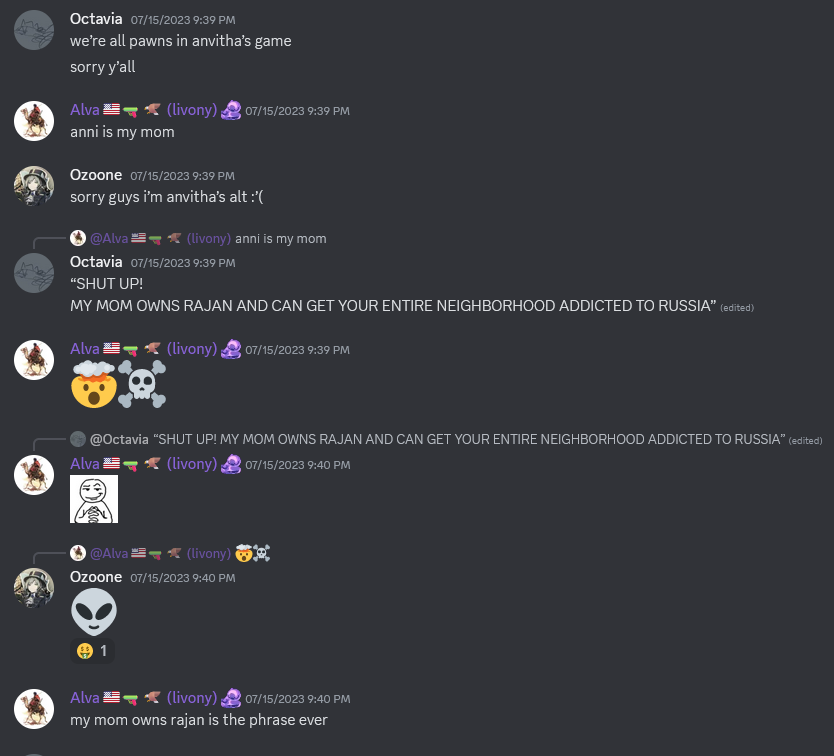 Octavia 07/15/2023 9:39 PM
we’re all pawns in anvitha’s game
sorry y’all
Alva 🇺🇸🔫🦅 (livony) 07/15/2023 9:39 PM
anni is my mom
Ozoone 07/15/2023 9:39 PM
sorry guys i’m anvitha’s alt :’(
@Alva 🇺🇸🔫🦅 (livony) anni is my mom
Octavia 07/15/2023 9:39 PM
“SHUT UP!
MY MOM OWNS RAJAN AND CAN GET YOUR ENTIRE NEIGHBORHOOD ADDICTED TO RUSSIA” (edited)
Alva 🇺🇸🔫🦅 (livony) 07/15/2023 9:39 PM
🤯☠️
@Octavia “SHUT UP! MY MOM OWNS RAJAN AND CAN GET YOUR ENTIRE NEIGHBORHOOD ADDICTED TO RUSSIA” (edited)
Alva 🇺🇸🔫🦅 (livony) 07/15/2023 9:40 PM
@Alva 🇺🇸🔫🦅 (livony) 🤯☠️
Ozoone 07/15/2023 9:40 PM
👽
🤑 1
Alva 🇺🇸🔫🦅 (livony) 07/15/2023 9:40 PM
my mom owns rajan is the phrase ever